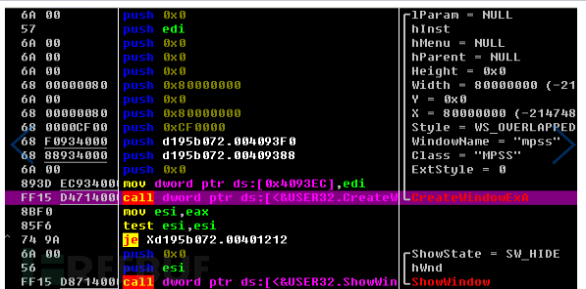 6A 00 push 0x0 lParam = NULL
57 push edi hInst
6A 00 push 0x0 hMenu = NULL
6A 00 push 0x0 hParent = NULL
6A 00 push 0x0 Height = 0x0
68 00000080 push 0x80000000 Width = 80000000 (-21
6A 00 push 0x0 Y = 0x0
68 00000080 push 0x80000000 X = 80000000 (-214748
68 0000CF00 push 0xCF0000 Style = WS_OVERLAPPED
68 F0934000 push d195b072.004093F0 WindowName = "mpss"
68 88934000 push d195b072.00409388 Class = "MPSS"
6A 00 push 0x0 ExtStyle = 0
893D EC934000 mov dword ptr ds:[0x4093EC],edi
FF15 D4714000 call dword ptr ds:[<&USER32.CreateW CreateWindowExA
8BF0 mov esi,eax
85F6 test esi,esi
^ 74 9A je Xd195b072.00401212
6A 00 push 0x0 ShowState = SW_HIDE
56 push esi hWnd
FF15 D8714000 call dword ptr ds:[<&USER32.ShowWin ShowWindow